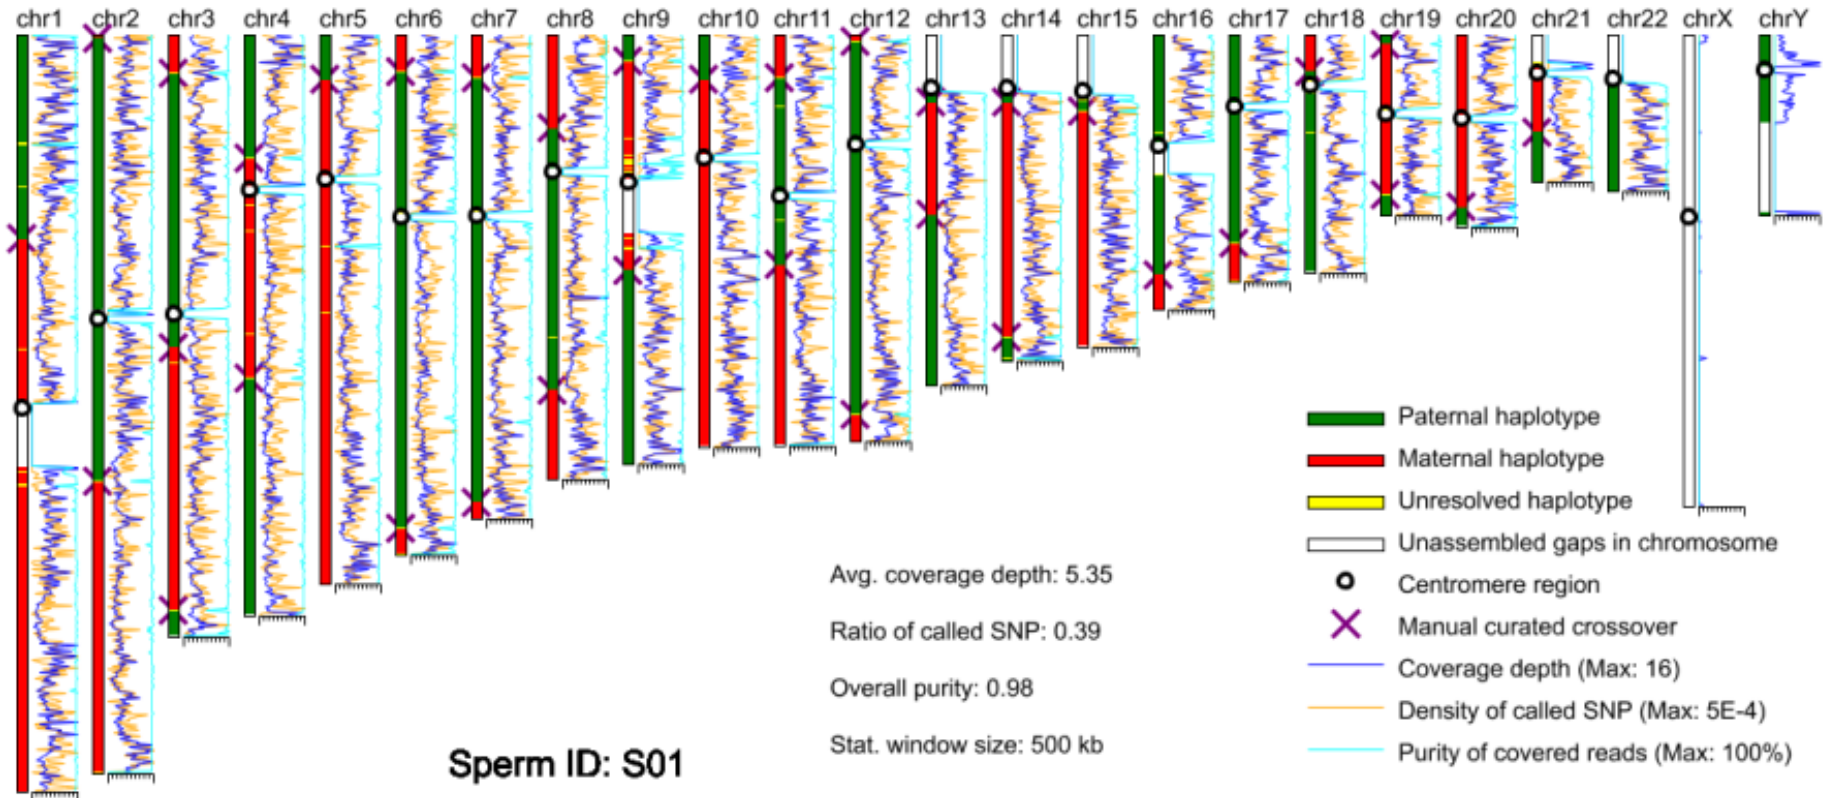 chr1 chr2 chr3 chr4 chr5 chr6 chr7 chr8 chr9 chr10 chr11 chr12 chr13 chr14 chr15 chr16 chr17 chr18 chr19 chr20 chr21 chr22 chrX chrY
Paternal haplotype
Maternal haplotype
Unresolved haplotype
Unassembled gaps in chromosome
Centromere region
Manual curated crossover
Coverage depth (Max: 16)
Density of called SNP (Max: 5E-4)
Purity of covered reads (Max: 100%)
Avg. coverage depth: 5.35
Ratio of called SNP: 0.39
Overall purity: 0.98
Stat. window size: 500 kb
Sperm ID: S01